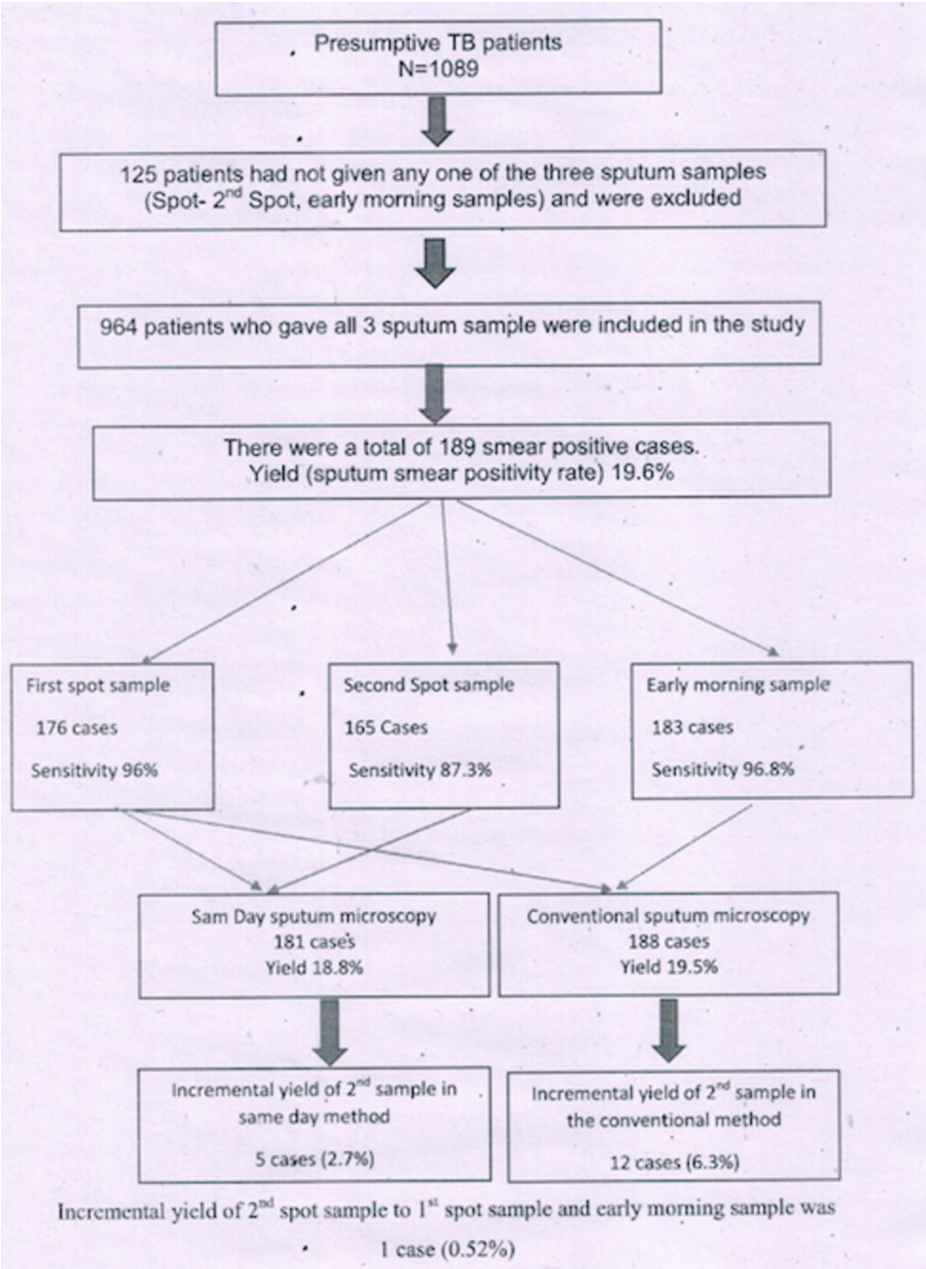 Presumptive TB patients
N=1089
125 patients had not given any one of the three sputum samples
(Spot- 2nd Spot, early morning samples) and were excluded
964 patients who gave all 3 sputum sample were included in the study
There were a total of 189 smear positive cases.
Yield (sputum smear positivity rate) 19.6%
First spot sample
176 cases
Sensitivity 96%
Second Spot sample
165 Cases
Sensitivity 87.3%
Early morning sample
183 cases
Sensitivity 96.8%
Sam Day sputum microscopy
181 cases
Yield 18.8%
Conventional sputum microscopy
188 cases
Yield 19.5%
Incremental yield of 2nd sample in
same day method
5 cases (2.7%)
Incremental yield of 2nd sample in
the conventional method
12 cases (6.3%)
Incremental yield of 2nd spot sample to 1st spot sample and early morning sample was
1 case (0.52%)